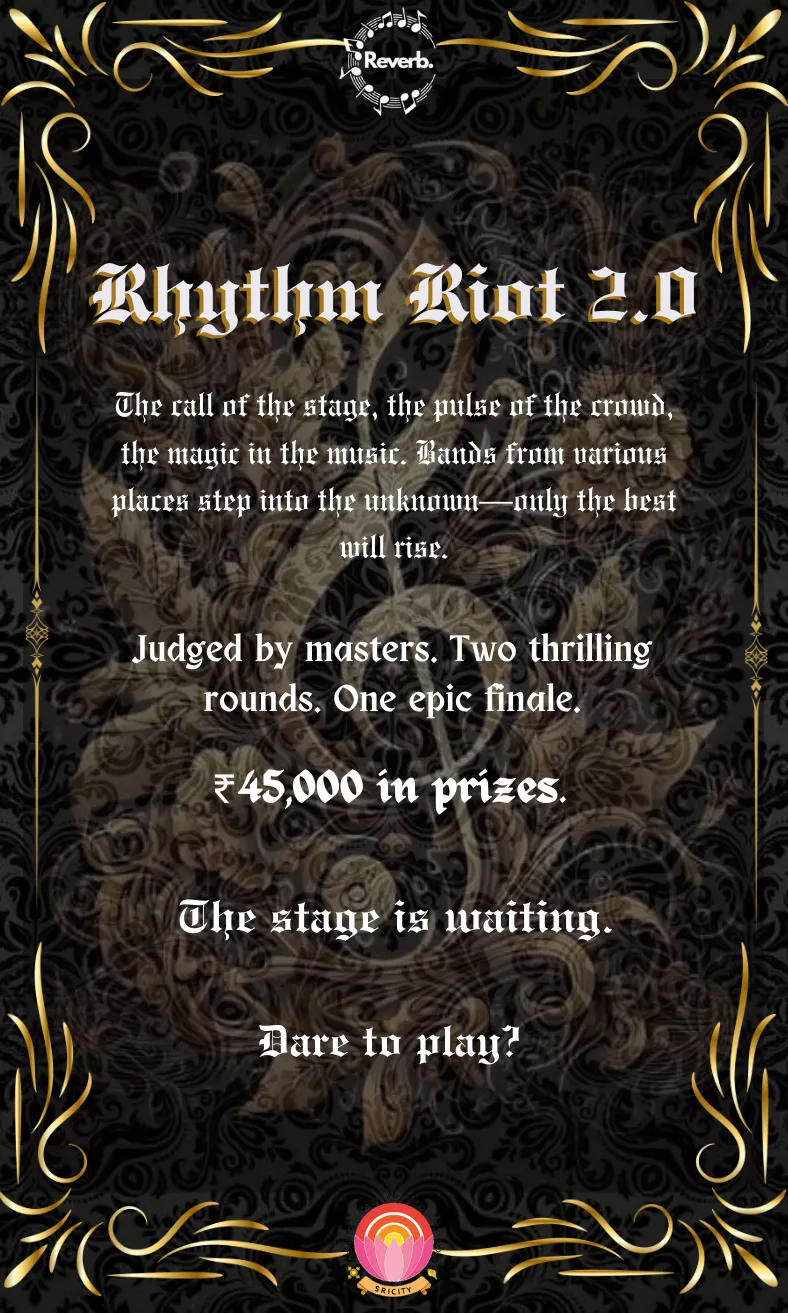 Reverb.
Rhythm Riot 2.0
The call of the stage, the pulse of the crowd,
the magic in the music. Bands from various
places step into the unknown—only the best
will rise.
Judged by masters. Two thrilling
rounds. One epic finale.
₹45,000 in prizes.
The stage is waiting.
Dare to play?
SRICITY